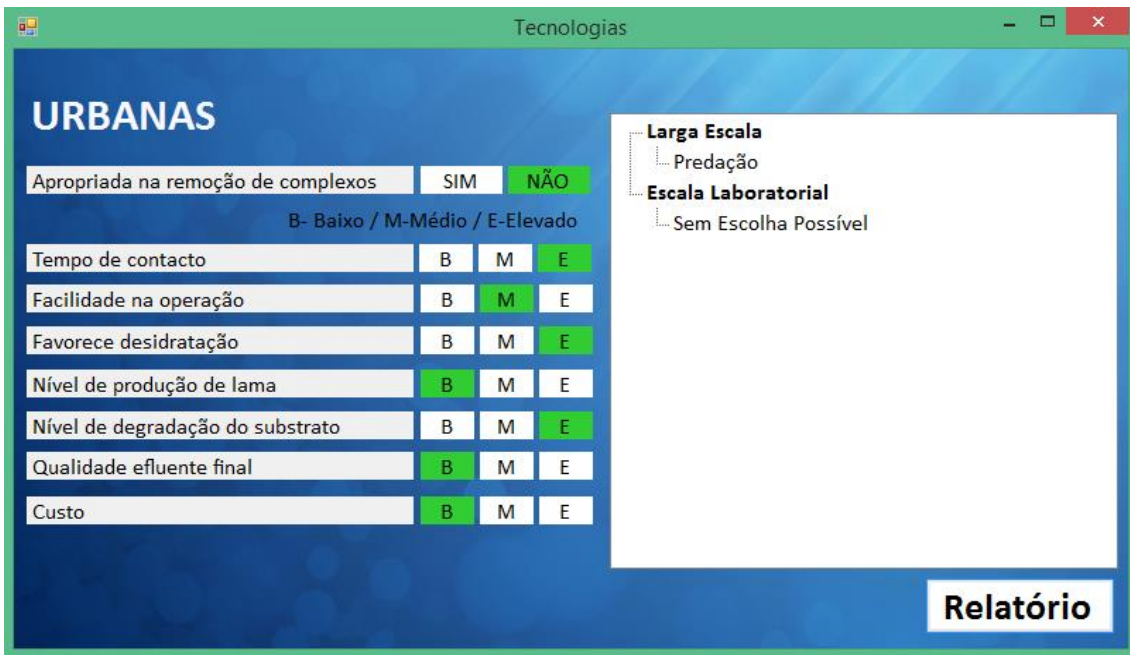 Tecnologias
URBANAS
Apropriada na remoção de complexos SIM NÃO
B- Baixo / M-Médio / E-Elevado
Tempo de contacto B M E
Facilidade na operação B M E
Favorece desidratação B M E
Nível de produção de lama B M E
Nível de degradação do substrato B M E
Qualidade efluente final B M E
Custo B M E
Larga Escala
Predação
Escala Laboratorial
Sem Escolha Possível
Relatório